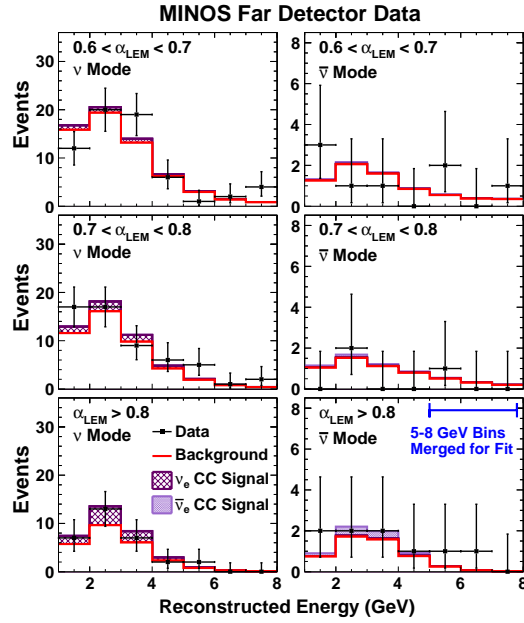 MINOS Far Detector Data
0.6 < α_LEM < 0.7
ν Mode
Events
30
20
10
0
0.6 < α_LEM < 0.7
ν̅ Mode
8
6
4
2
0
0.7 < α_LEM < 0.8
ν Mode
Events
30
20
10
0
0.7 < α_LEM < 0.8
ν̅ Mode
8
6
4
2
0
α_LEM > 0.8
ν Mode
Data
Background
ν_e CC Signal
ν̅_e CC Signal
Events
30
20
10
0
2 4 6 8
α_LEM > 0.8
ν̅ Mode
5-8 GeV Bins
Merged for Fit
8
6
4
2
0
2 4 6 8
Reconstructed Energy (GeV)